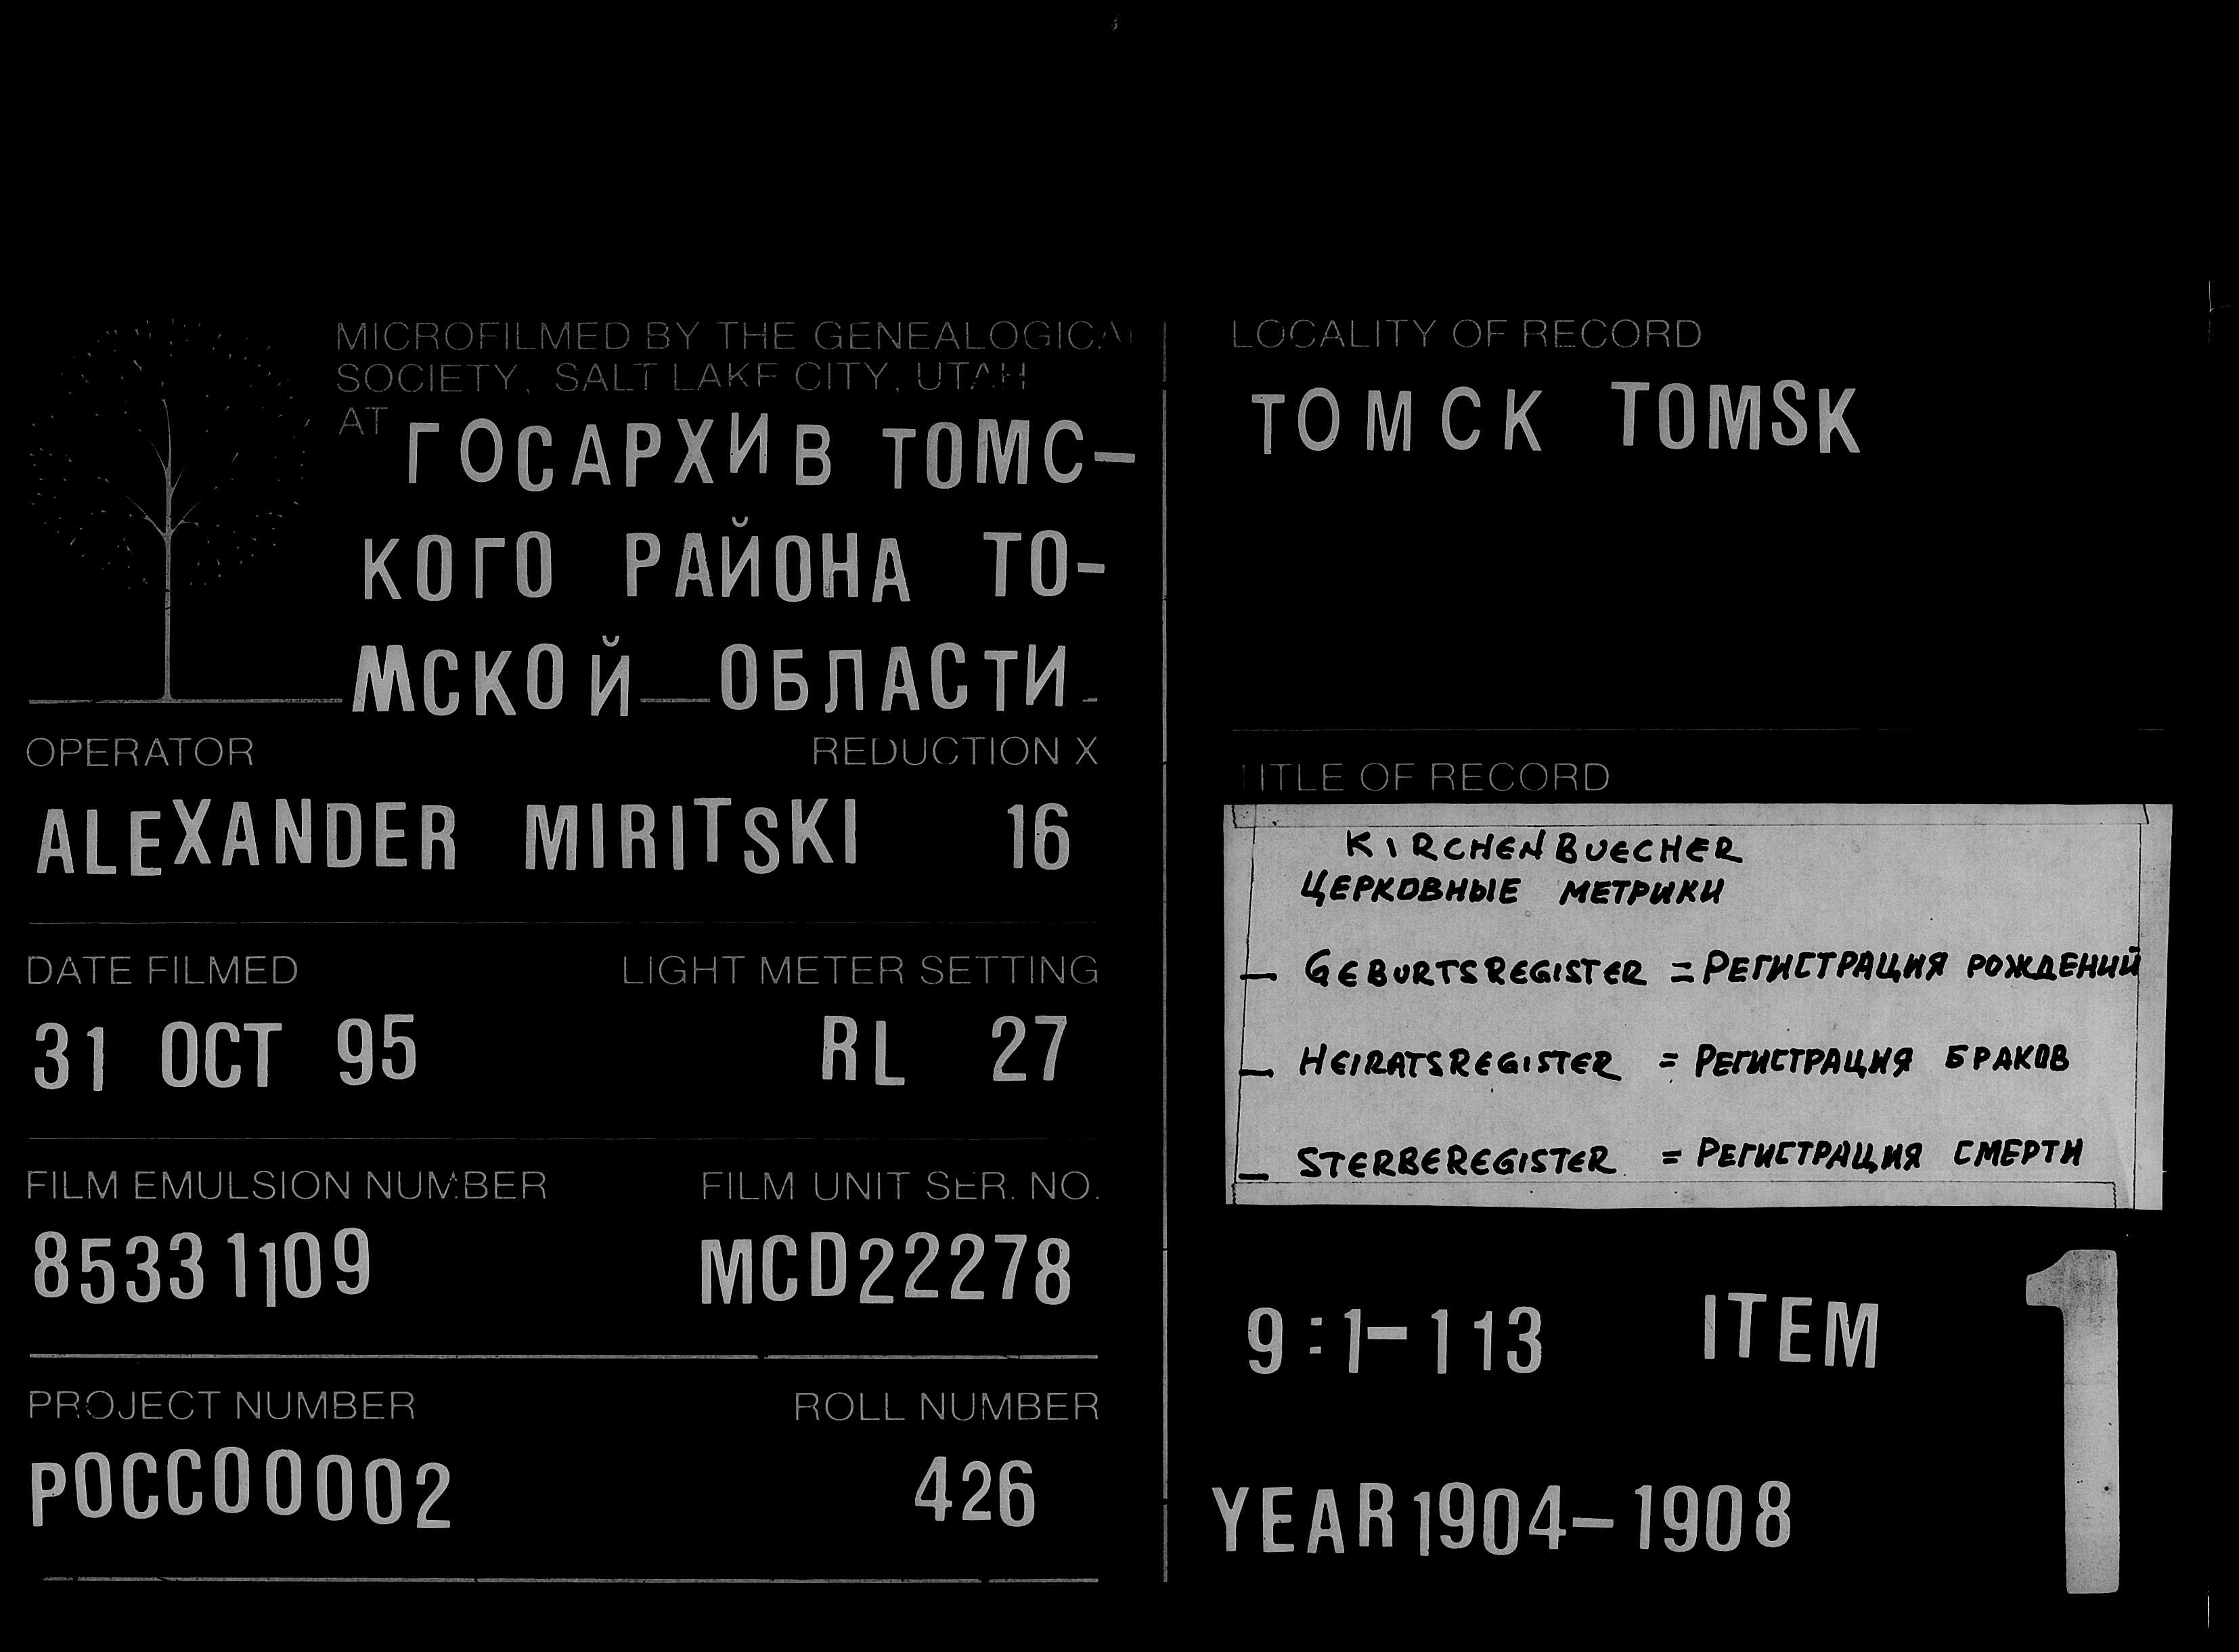 MICROFILMED BY THE GENEALOGICAL
SOCIETY, SALT LAKE CITY, UTAH
AT ГОСАРХИВ ТОМС-
КОГО РАЙОНА ТО-
МСКОЙ ОБЛАСТИ
OPERATOR REDUCTION X
ALEXANDER MIRITSKI 16
DATE FILMED LIGHT METER SETTING
31 OCT 95 RL 27
FILM EMULSION NUMBER FILM UNIT SER. NO.
85331109 MCD22278
PROJECT NUMBER ROLL NUMBER
POCC00002 426
LOCALITY OF RECORD
ТОМСК TOMSK
TITLE OF RECORD
KIRCHENBUECHER
ЦЕРКОВНЫЕ МЕТРИКИ
— GEBURTSREGISTER = РЕГИСТРАЦИЯ РОЖДЕНИЙ
— HEIRATSREGISTER = РЕГИСТРАЦИЯ БРАКОВ
— STERBEREGISTER = РЕГИСТРАЦИЯ СМЕРТИ
9:1-113 ITEM 1
YEAR 1904-1908